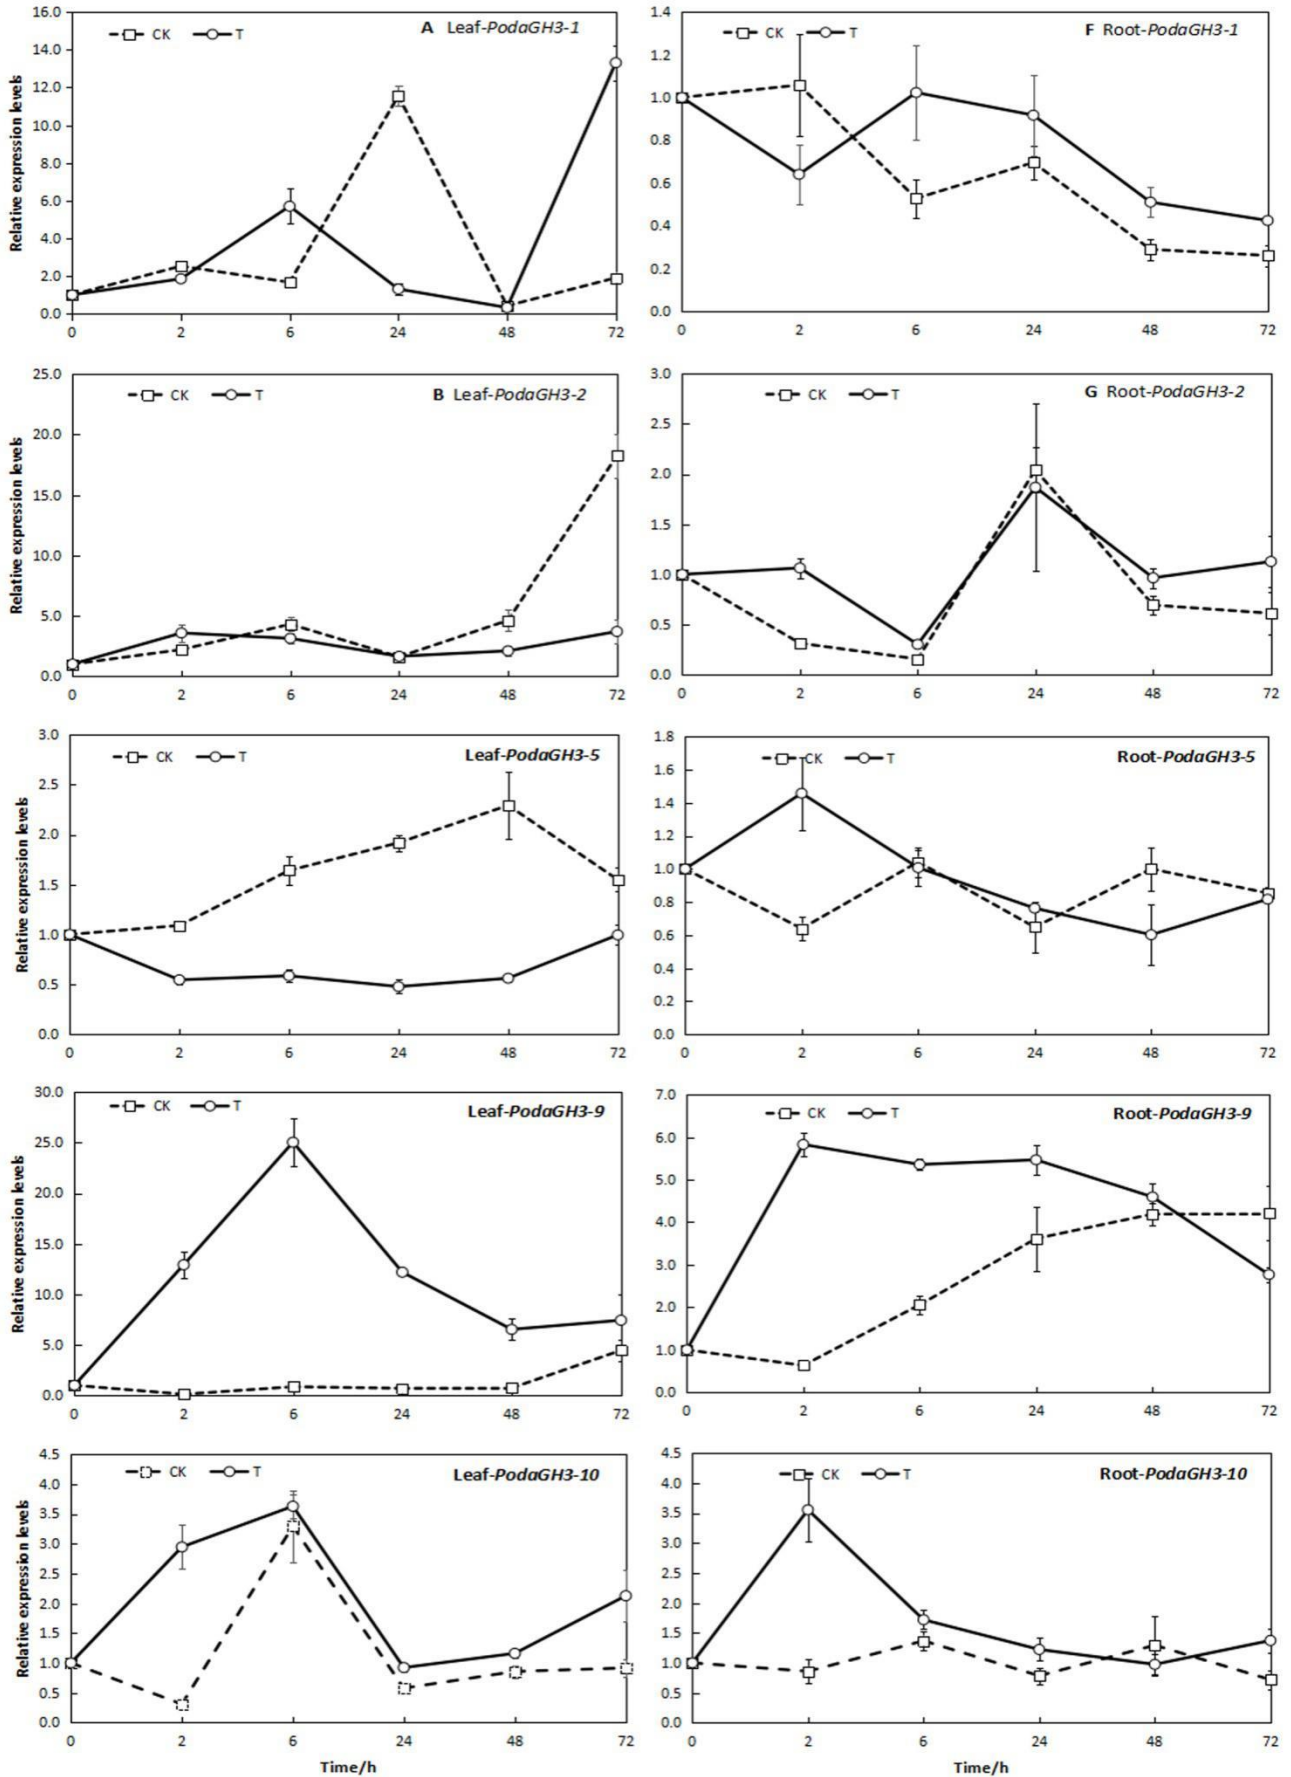 CK T
A Leaf-PodaGH3-1
Relative expression levels
16.0
14.0
12.0
10.0
8.0
6.0
4.0
2.0
0.0
0 2 6 24 48 72
CK T
F Root-PodaGH3-1
1.4
1.2
1.0
0.8
0.6
0.4
0.2
0.0
0 2 6 24 48 72
CK T
B Leaf-PodaGH3-2
Relative expression levels
25.0
20.0
15.0
10.0
5.0
0.0
0 2 6 24 48 72
CK T
G Root-PodaGH3-2
3.0
2.5
2.0
1.5
1.0
0.5
0.0
0 2 6 24 48 72
CK T
Leaf-PodaGH3-5
Relative expression levels
3.0
2.5
2.0
1.5
1.0
0.5
0.0
0 2 6 24 48 72
CK T
Root-PodaGH3-5
1.8
1.6
1.4
1.2
1.0
0.8
0.6
0.4
0.2
0.0
0 2 6 24 48 72
CK T
Leaf-PodaGH3-9
Relative expression levels
30.0
25.0
20.0
15.0
10.0
5.0
0.0
0 2 6 24 48 72
CK T
Root-PodaGH3-9
7.0
6.0
5.0
4.0
3.0
2.0
1.0
0.0
0 2 6 24 48 72
CK T
Leaf-PodaGH3-10
Relative expression levels
4.5
4.0
3.5
3.0
2.5
2.0
1.5
1.0
0.5
0.0
0 2 6 24 48 72
Time/h
CK T
Root-PodaGH3-10
4.5
4.0
3.5
3.0
2.5
2.0
1.5
1.0
0.5
0.0
0 2 6 24 48 72
Time/h